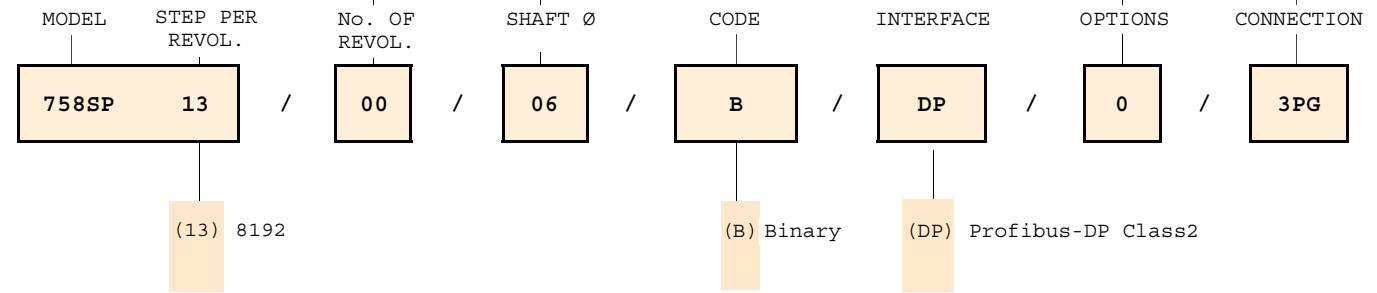 MODEL STEP PER REVOL. No. OF REVOL. SHAFT Ø CODE INTERFACE OPTIONS CONNECTION
758SP 13 / 00 / 06 / B / DP / 0 / 3PG
(13) 8192 (B) Binary (DP) Profibus-DP Class2